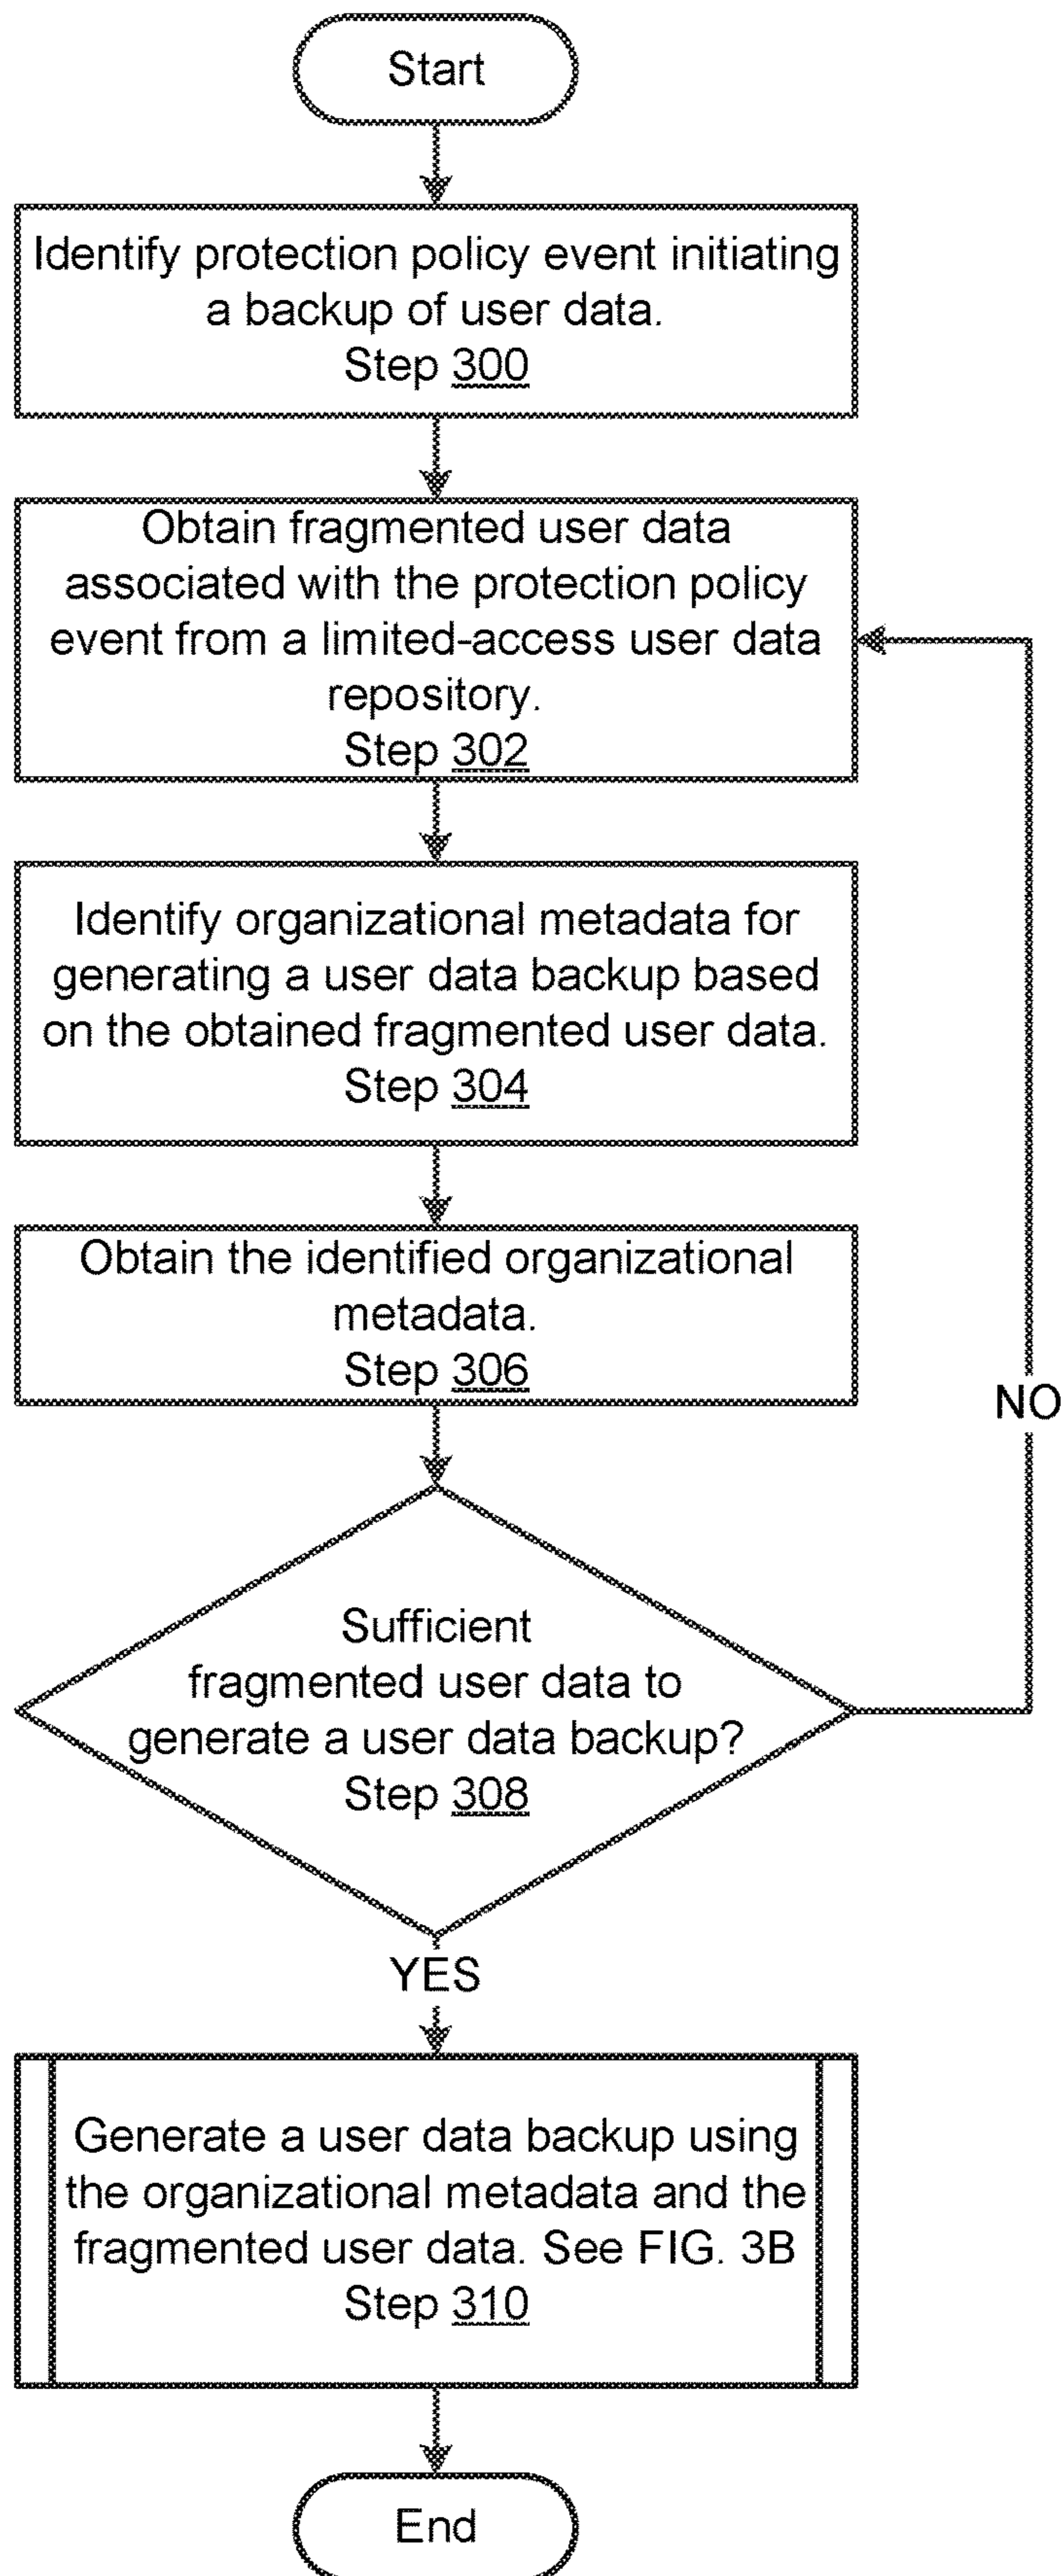 Start
Identify protection policy event initiating
a backup of user data.
Step 300
Obtain fragmented user data
associated with the protection policy
event from a limited-access user data
repository.
Step 302
Identify organizational metadata for
generating a user data backup based
on the obtained fragmented user data.
Step 304
Obtain the identified organizational
metadata.
Step 306
NO
Sufficient
fragmented user data to
generate a user data backup?
Step 308
YES
Generate a user data backup using
the organizational metadata and the
fragmented user data. See FIG. 3B
Step 310
End